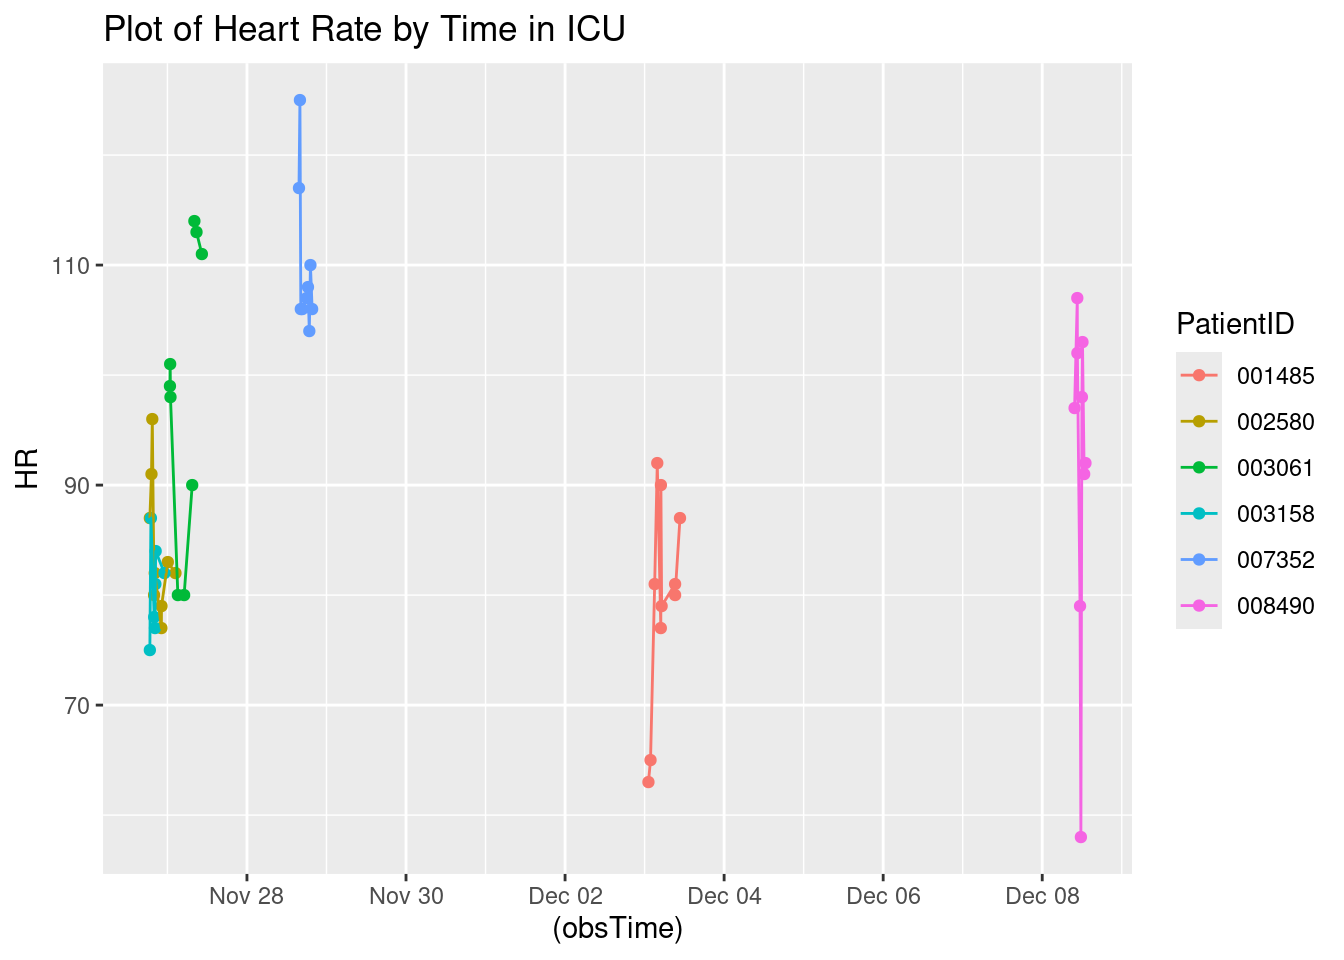 Plot of Heart Rate by Time in ICU
110
90
70
HR
Nov 28 Nov 30 Dec 02 Dec 04 Dec 06 Dec 08
(obsTime)
PatientID
001485
002580
003061
003158
007352
008490